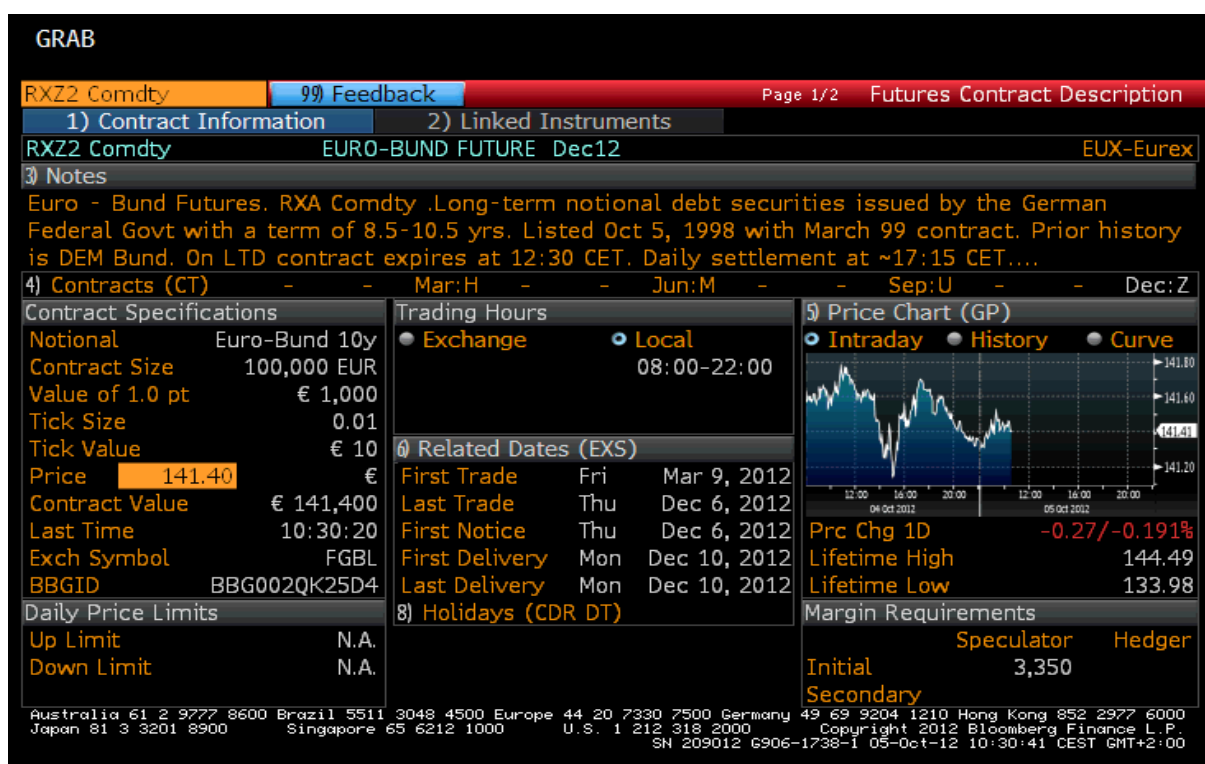 GRAB
RXZ2 Comdty 99) Feedback Page 1/2 Futures Contract Description
1) Contract Information 2) Linked Instruments
RXZ2 Comdty EURO-BUND FUTURE Dec12 EUX-Eurex
3) Notes
Euro - Bund Futures. RXA Comdty .Long-term notional debt securities issued by the German
Federal Govt with a term of 8.5-10.5 yrs. Listed Oct 5, 1998 with March 99 contract. Prior history
is DEM Bund. On LTD contract expires at 12:30 CET. Daily settlement at ~17:15 CET....
4) Contracts (CT) - - Mar:H - - Jun:M - - Sep:U - - Dec:Z
Contract Specifications
Notional Euro-Bund 10y
Contract Size 100,000 EUR
Value of 1.0 pt € 1,000
Tick Size 0.01
Tick Value € 10
Price 141.40 €
Contract Value € 141,400
Last Time 10:30:20
Exch Symbol FGBL
BBGID BBG002QK25D4
Daily Price Limits
Up Limit N.A.
Down Limit N.A.
Trading Hours
Exchange Local
08:00-22:00
6) Related Dates (EXS)
First Trade Fri Mar 9, 2012
Last Trade Thu Dec 6, 2012
First Notice Thu Dec 6, 2012
First Delivery Mon Dec 10, 2012
Last Delivery Mon Dec 10, 2012
8) Holidays (CDR DT)
5) Price Chart (GP)
Intraday History Curve
141.80
141.60
141.41
141.20
12:00 16:00 20:00 12:00 16:00 20:00
04 Oct 2012 05 Oct 2012
Prc Chg 1D -0.27/-0.191%
Lifetime High 144.49
Lifetime Low 133.98
Margin Requirements
Speculator Hedger
Initial 3,350
Secondary
Australia 61 2 9777 8600 Brazil 5511 3048 4500 Europe 44 20 7330 7500 Germany 49 69 9204 1210 Hong Kong 852 2977 6000
Japan 81 3 3201 8900 Singapore 65 6212 1000 U.S. 1 212 318 2000 Copyright 2012 Bloomberg Finance L.P.
SN 209012 G906-1738-1 05-Oct-12 10:30:41 CEST GMT+2:00